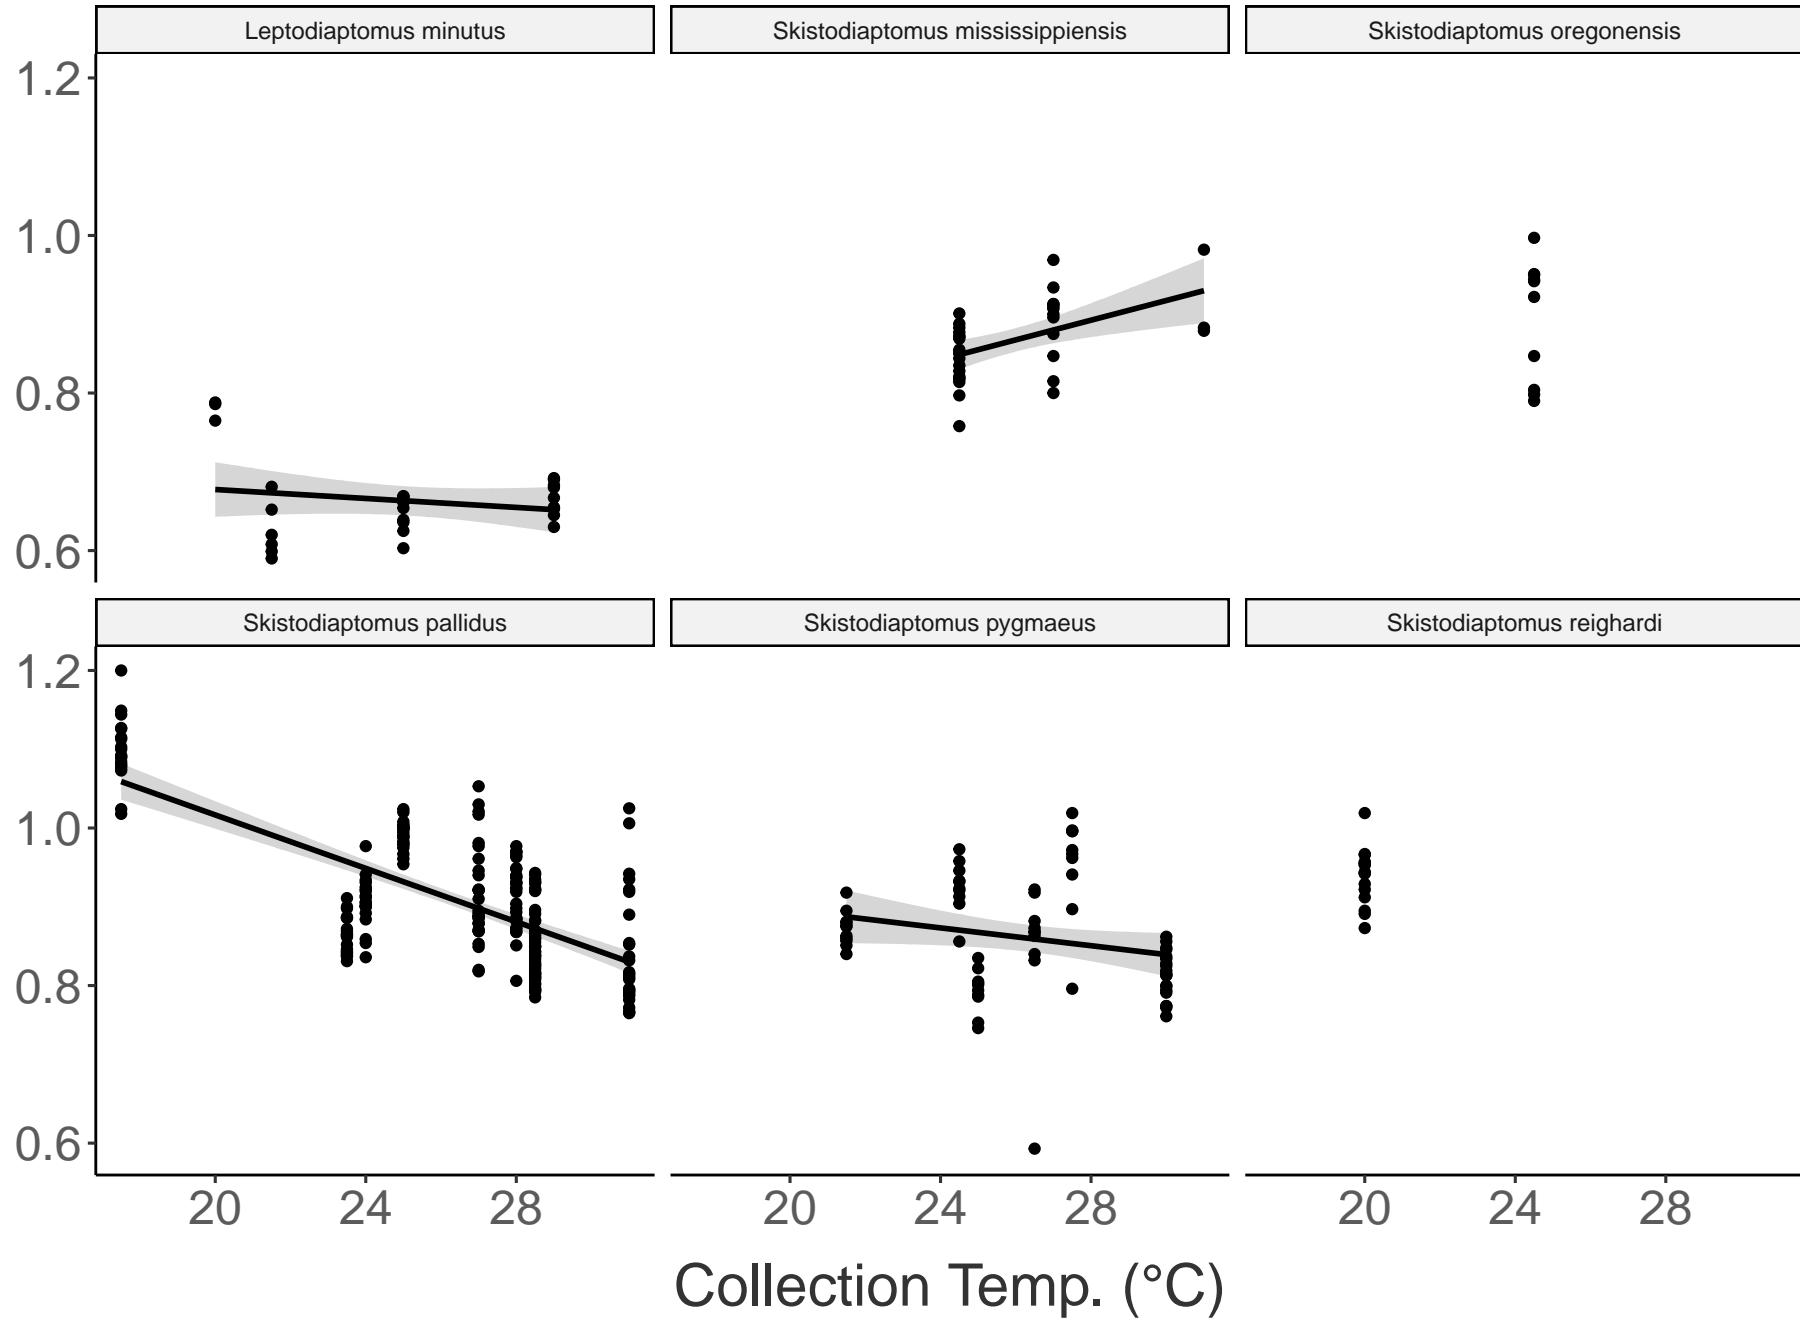 Leptodiaptomus minutus
Skistodiaptomus mississippiensis
Skistodiaptomus oregonensis
1.2
1.0
0.8
0.6
Skistodiaptomus pallidus
Skistodiaptomus pygmaeus
Skistodiaptomus reighardi
1.2
1.0
0.8
0.6
20 24 28 20 24 28 20 24 28
Collection Temp. (°C)